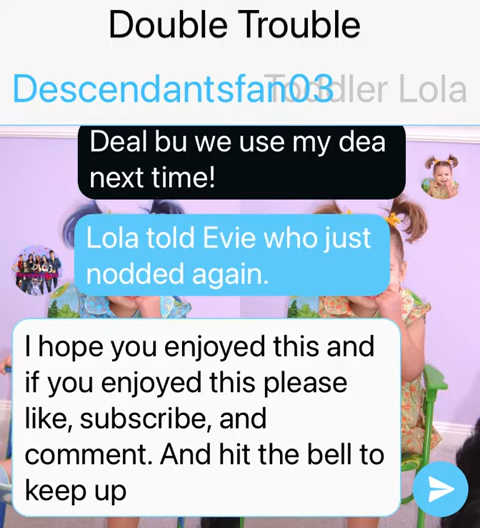 Double Trouble
Descendantsfan03 Toddler Lola
Deal bu we use my dea
next time!
Lola told Evie who just
nodded again.
I hope you enjoyed this and
if you enjoyed this please
like, subscribe, and
comment. And hit the bell to
keep up